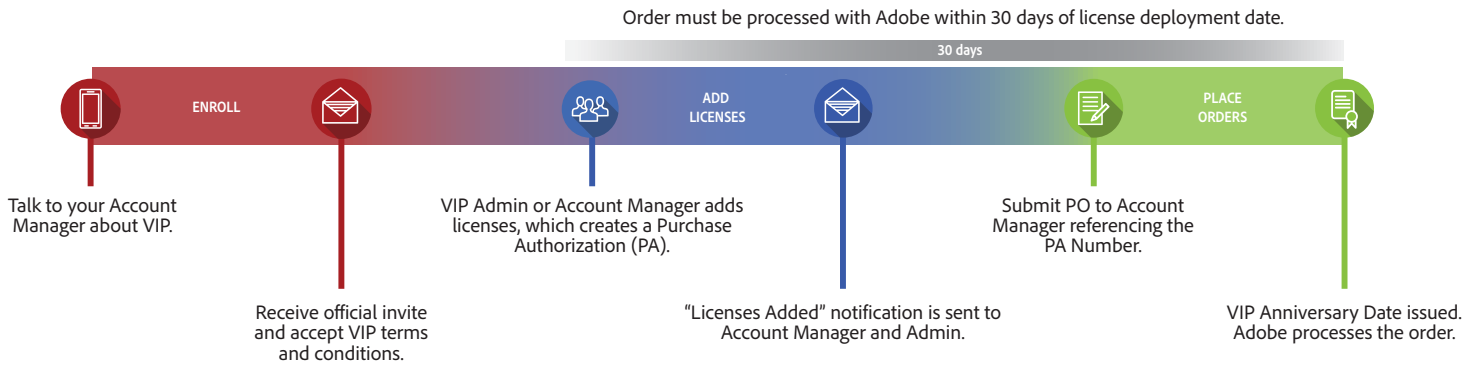 Order must be processed with Adobe within 30 days of license deployment date.
30 days
ENROLL
ADD
LICENSES
PLACE
ORDERS
Talk to your Account
Manager about VIP.
Receive official invite
and accept VIP terms
and conditions.
VIP Admin or Account Manager adds
licenses, which creates a Purchase
Authorization (PA).
“Licenses Added” notification is sent to
Account Manager and Admin.
Submit PO to Account
Manager referencing the
PA Number.
VIP Anniversary Date issued.
Adobe processes the order.